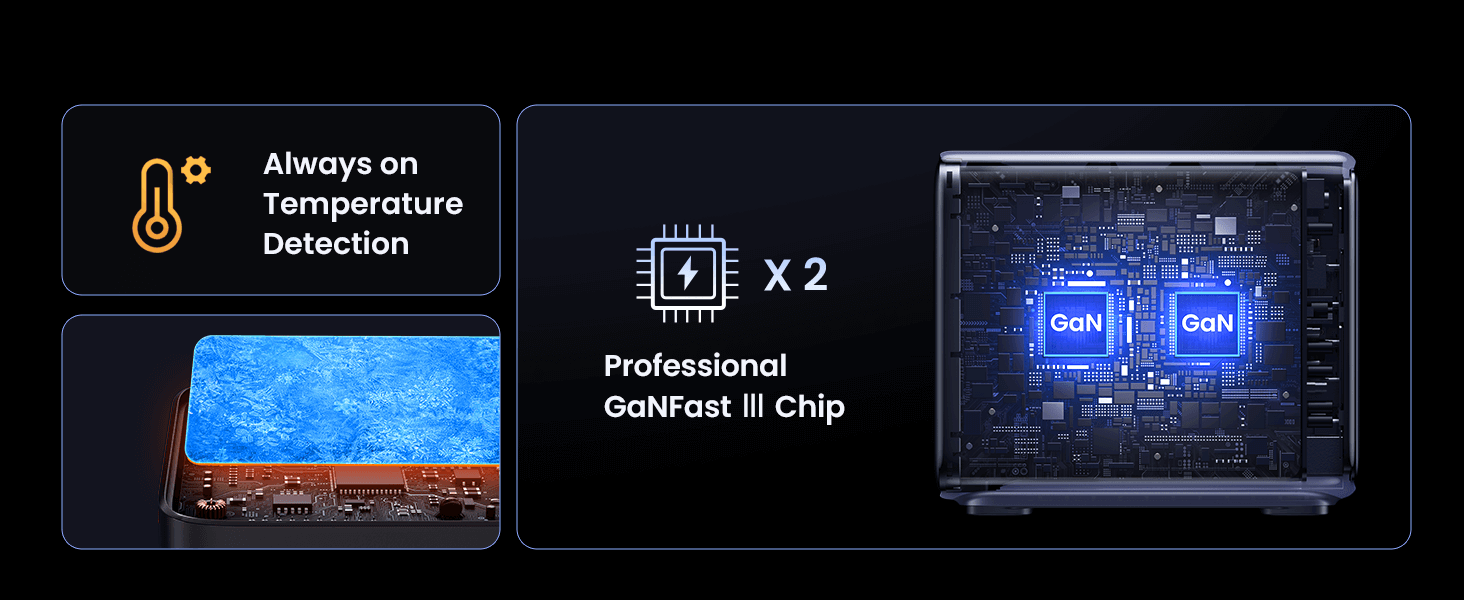 Always on
Temperature
Detection
X 2
Professional
GaNFast III Chip
GaN
GaN